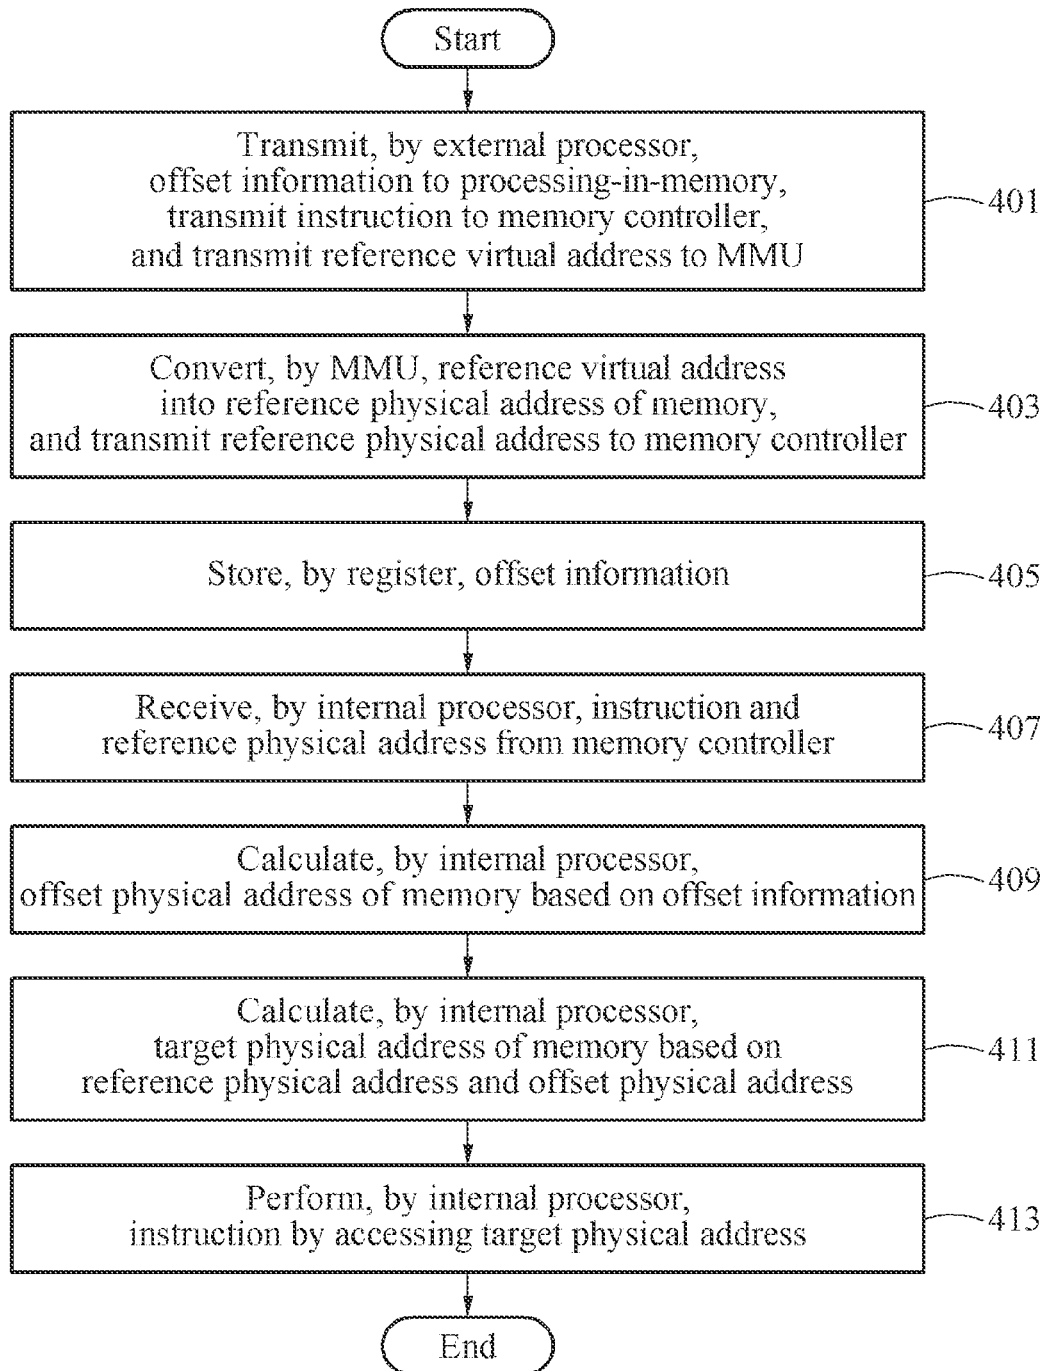 Start
Transmit, by external processor,
offset information to processing-in-memory,
transmit instruction to memory controller,
and transmit reference virtual address to MMU
401
Convert, by MMU, reference virtual address
into reference physical address of memory,
and transmit reference physical address to memory controller
403
Store, by register, offset information
405
Receive, by internal processor, instruction and
reference physical address from memory controller
407
Calculate, by internal processor,
offset physical address of memory based on offset information
409
Calculate, by internal processor,
target physical address of memory based on
reference physical address and offset physical address
411
Perform, by internal processor,
instruction by accessing target physical address
413
End